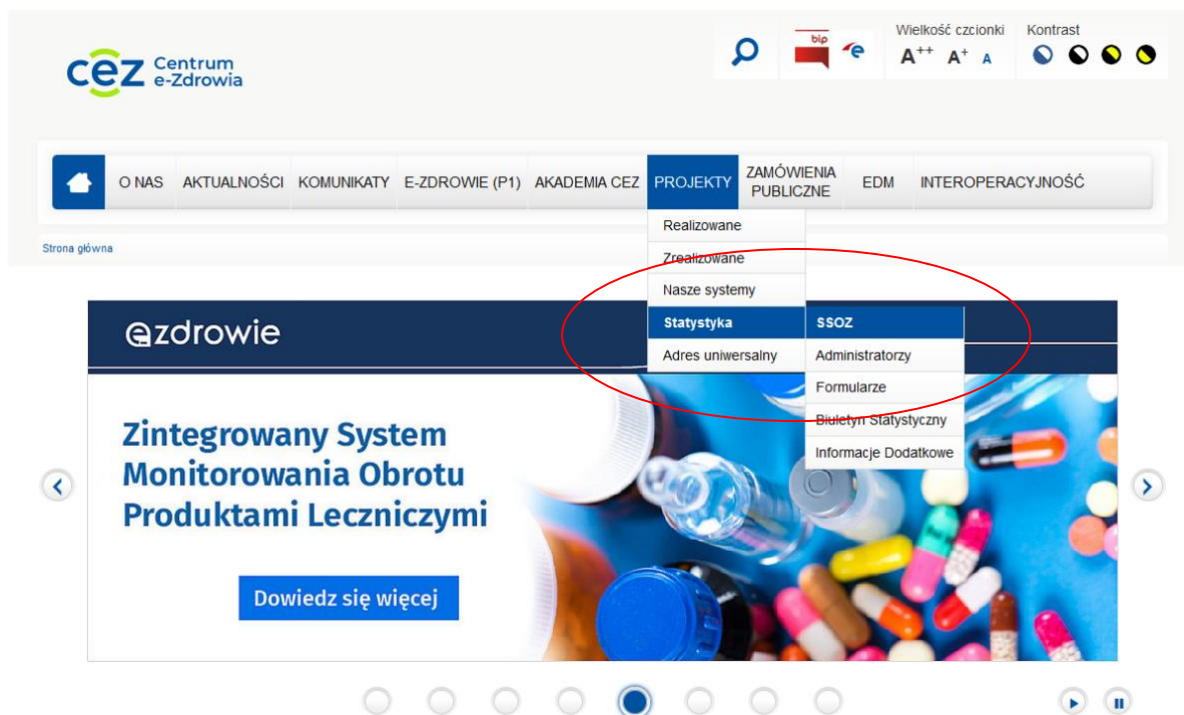 bip
Wielkość czcionki
Kontrast
A++ A+ A
cez Centrum
e-Zdrowia
O NAS
AKTUALNOŚCI
KOMUNIKATY
E-ZDROWIE (P1)
AKADEMIA CEZ
PROJEKTY
ZAMÓWIENIA
PUBLICZNE
EDM
INTEROPERACYJNOŚĆ
Strona główna
Realizowane
Zrealizowane
Nasze systemy
Statystyka
Adres uniwersalny
SSOZ
Administratorzy
Formularze
Biuletyn Statystyczny
Informacje Dodatkowe
ezdrowie
Zintegrowany System
Monitorowania Obrotu
Produktami Leczniczymi
Dowiedz się więcej